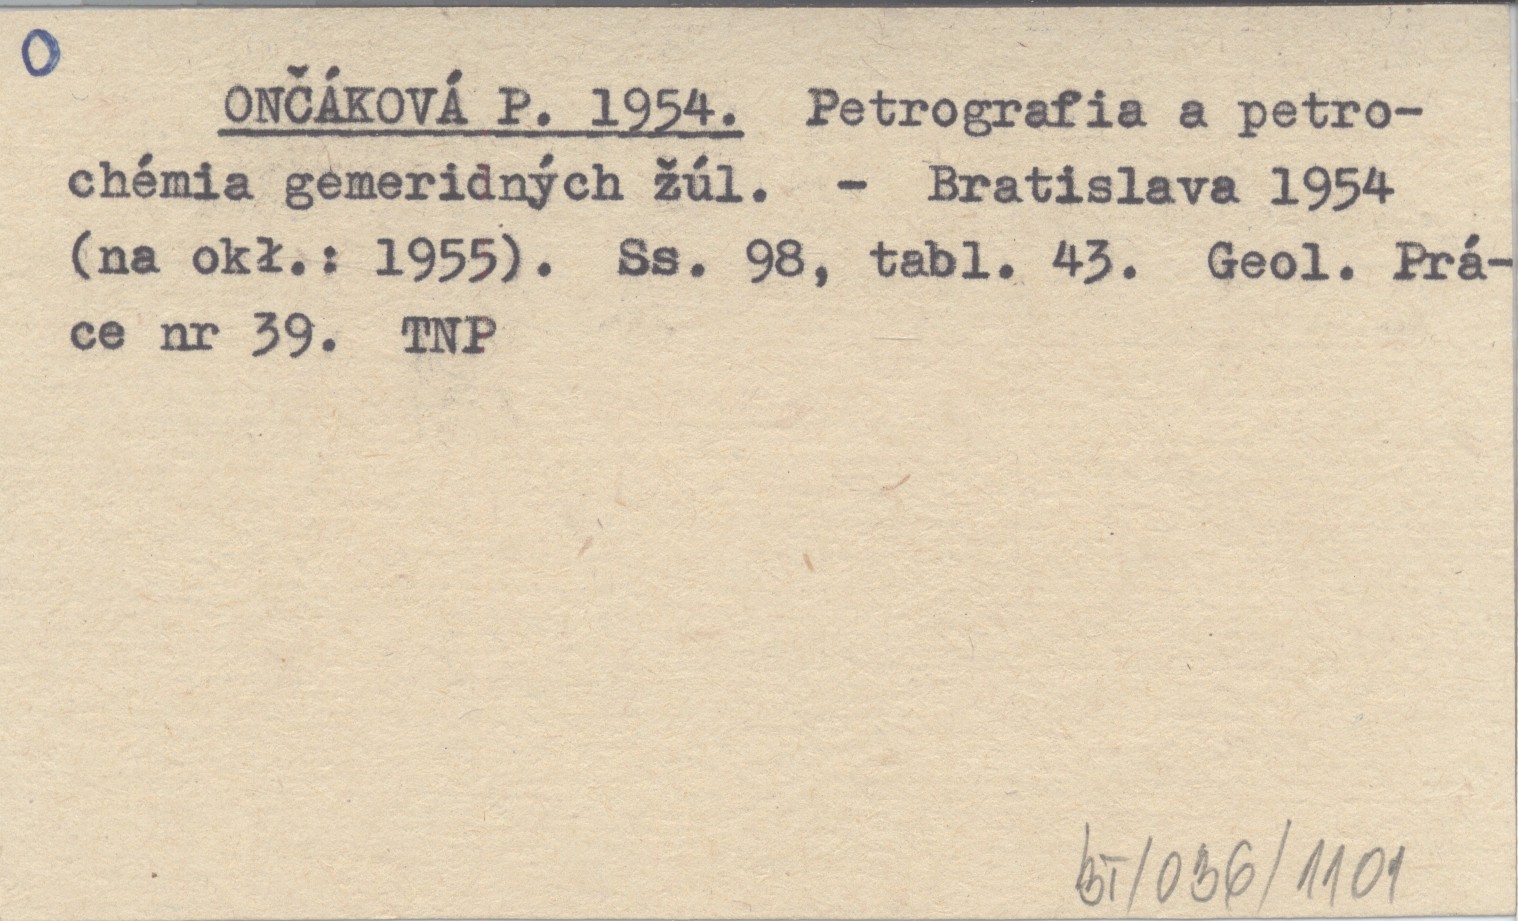 O
ONČÁKOVÁ P. 1954. Petrografia a petro-
chémia gemeridných žúl. - Bratislava 1954
(na okł.: 1955). Ss. 98, tabl. 43. Geol. Prá-
ce nr 39. TNP
/036/1101